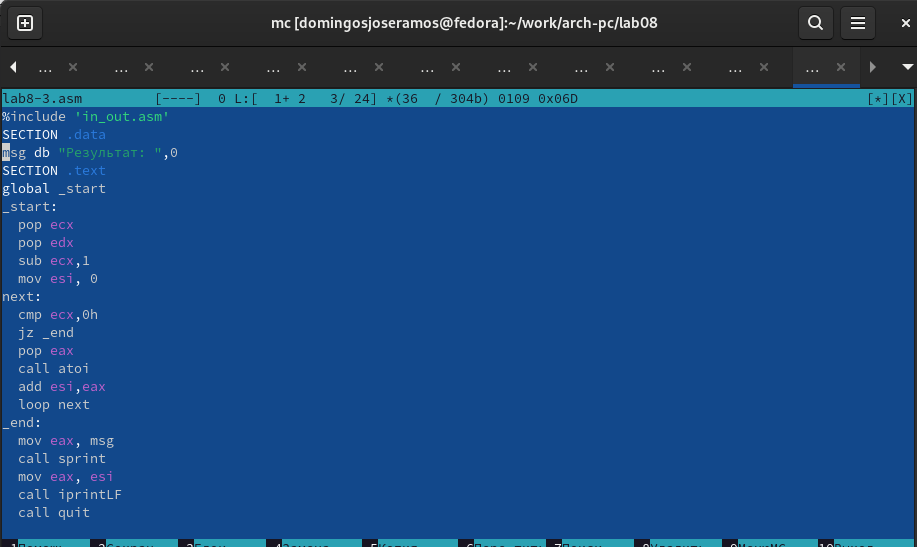 mc [domingosjoseramos@fedora]:~/work/arch-pc/lab08
... ... ... ... ... ... ... ... ... ... ...
lab8-3.asm [----] 0 L:[ 1+ 2 3/ 24] *(36 / 304b) 0109 0x06D [*][X]
%include 'in_out.asm'
SECTION .data
msg db "Результат: ",0
SECTION .text
global _start
_start:
pop ecx
pop edx
sub ecx,1
mov esi, 0
next:
cmp ecx,0h
jz _end
pop eax
call atoi
add esi,eax
loop next
_end:
mov eax, msg
call sprint
mov eax, esi
call iprintLF
call quit